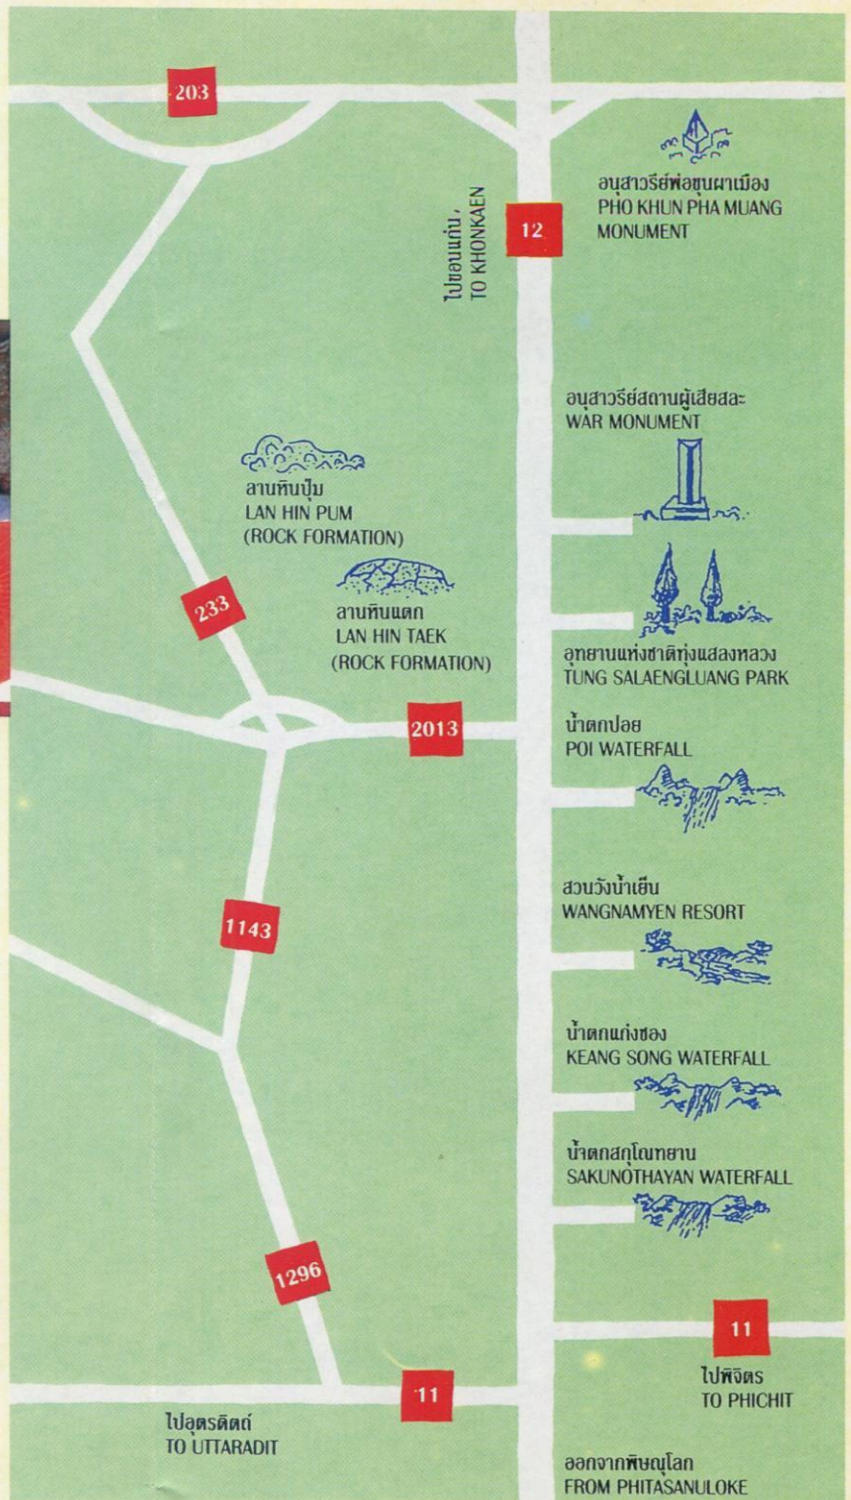 203
อนุสาวรีย์พ่อขุนผาเมือง
PHO KHUN PHA MUANG
MONUMENT
ไปขอนแก่น,
TO KHONKAEN
12
อนุสาวรีย์สถานผู้เสียสละ
WAR MONUMENT
ลานหินปุ่ม
LAN HIN PUM
(ROCK FORMATION)
ลานหินแตก
LAN HIN TAEK
(ROCK FORMATION)
233
อุทยานแห่งชาติทุ่งแสลงหลวง
TUNG SALAENGLUANG PARK
2013
น้ำตกปอย
POI WATERFALL
สวนวังน้ำเย็น
WANGNAMYEN RESORT
1143
น้ำตกแก่งซอง
KEANG SONG WATERFALL
น้ำตกสกุโณทยาน
SAKUNOTHAYAN WATERFALL
1296
11
ไปพิจิตร
TO PHICHIT
11
ไปอุตรดิตถ์
TO UTTARADIT
ออกจากพิษณุโลก
FROM PHITASANULOKE